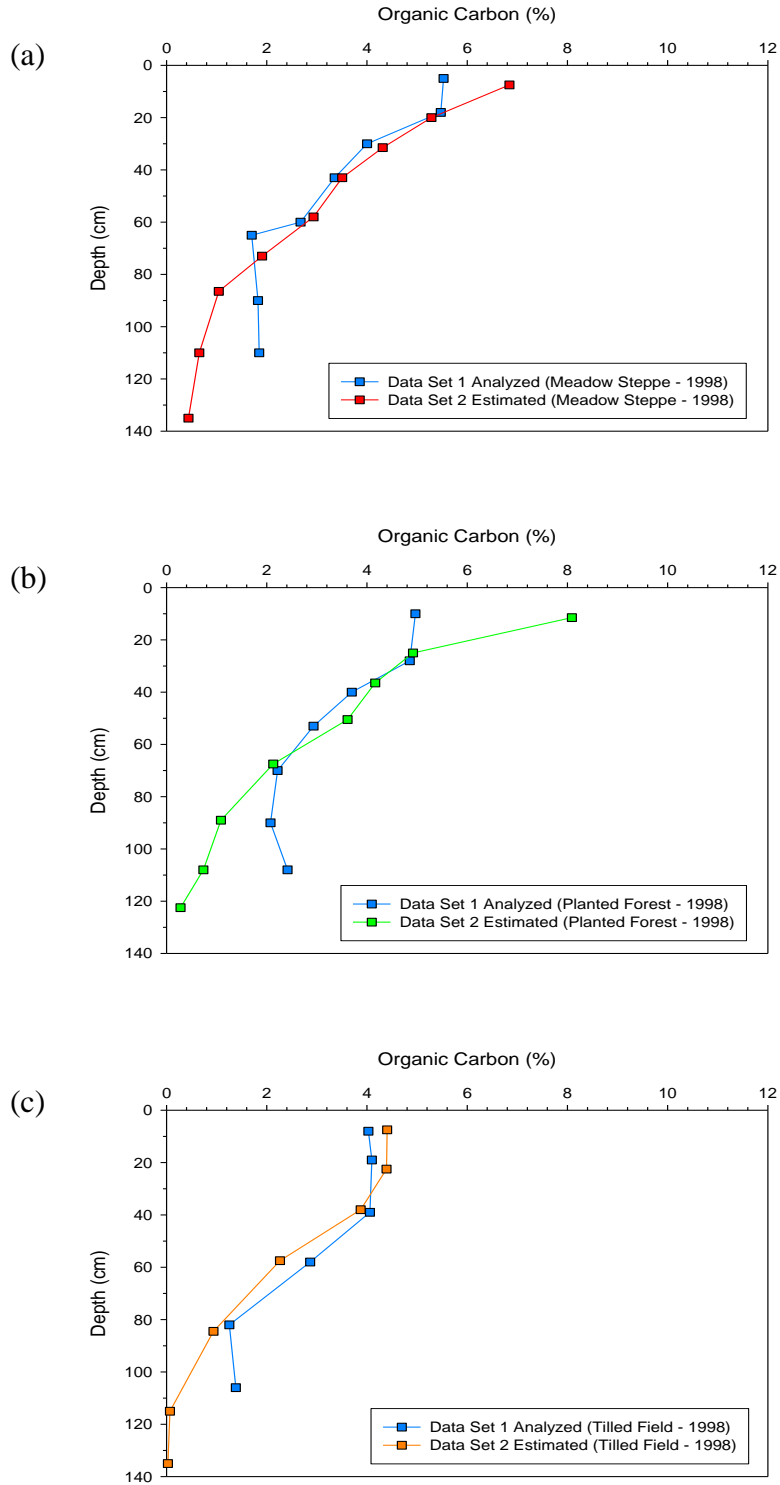 Organic Carbon (%)
(a)
0 2 4 6 8 10 12
0
20
40
60
80
100
120
140
Depth (cm)
Data Set 1 Analyzed (Meadow Steppe - 1998)
Data Set 2 Estimated (Meadow Steppe - 1998)
Organic Carbon (%)
(b)
0 2 4 6 8 10 12
0
20
40
60
80
100
120
140
Depth (cm)
Data Set 1 Analyzed (Planted Forest - 1998)
Data Set 2 Estimated (Planted Forest - 1998)
Organic Carbon (%)
(c)
0 2 4 6 8 10 12
0
20
40
60
80
100
120
140
Depth (cm)
Data Set 1 Analyzed (Tilled Field - 1998)
Data Set 2 Estimated (Tilled Field - 1998)